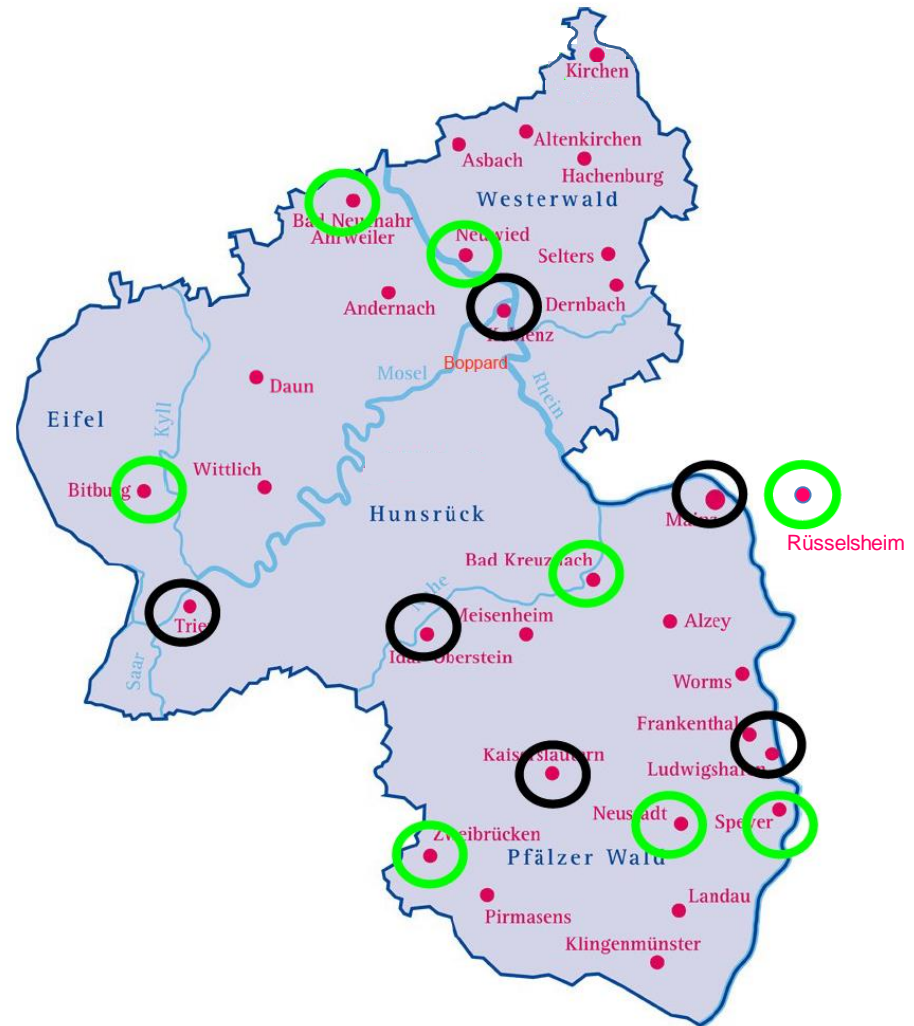 Kirchen
Altenkirchen
Asbach
Hachenburg
Westerwald
Bad Neuenahr
Ahrweiler
Neuwied
Selters
Andernach
Dernbach
Koblenz
Boppard
Mosel
Rhein
Daun
Eifel
Kyll
Wittlich
Bitburg
Hunsrück
Mainz
Rüsselsheim
Bad Kreuznach
Nahe
Meisenheim
Trier
Idar-Oberstein
Alzey
Saar
Worms
Frankenthal
Kaiserslautern
Ludwigshafen
Neustadt
Speyer
Zweibrücken
Pfälzer Wald
Landau
Pirmasens
Klingenmünster